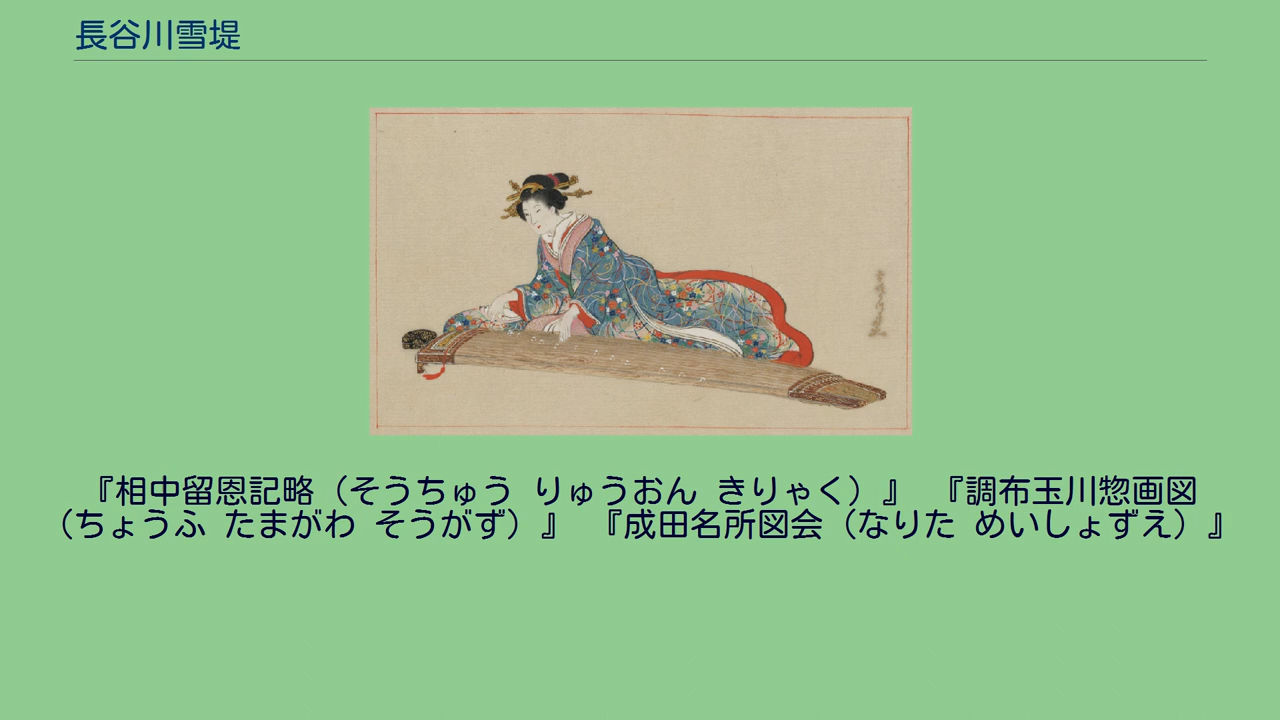 長谷川雪堤
『相中留恩記略（そうちゅう りゅうおん きりゃく）』 『調布玉川惣画図
（ちょうふ たまがわ そうがず）』 『成田名所図会（なりた めいしょずえ）』